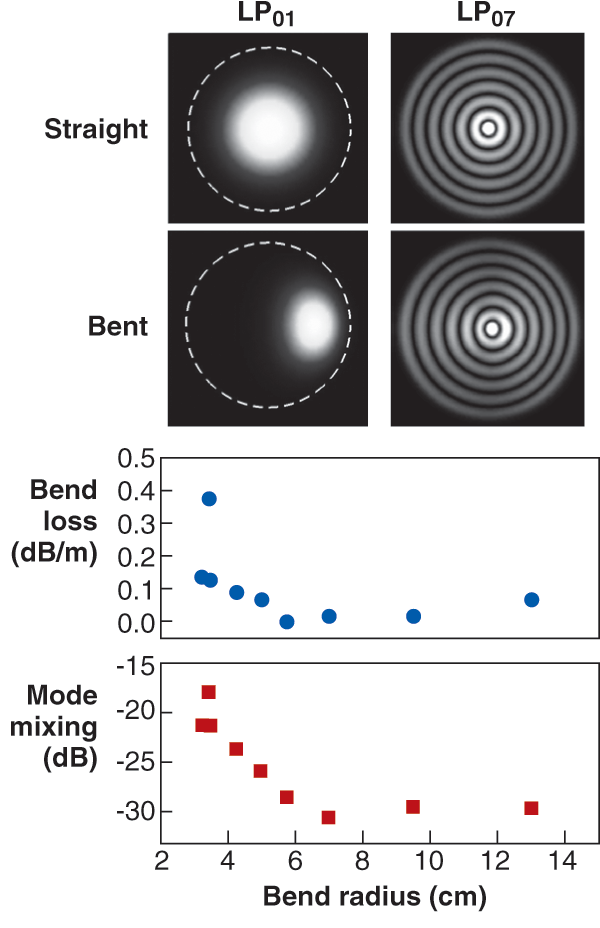 LP01 LP07
Straight
Bent
Bend
loss
(dB/m)
0.5
0.4
0.3
0.2
0.1
0.0
Mode
mixing
(dB)
-15
-20
-25
-30
2 4 6 8 10 12 14
Bend radius (cm)